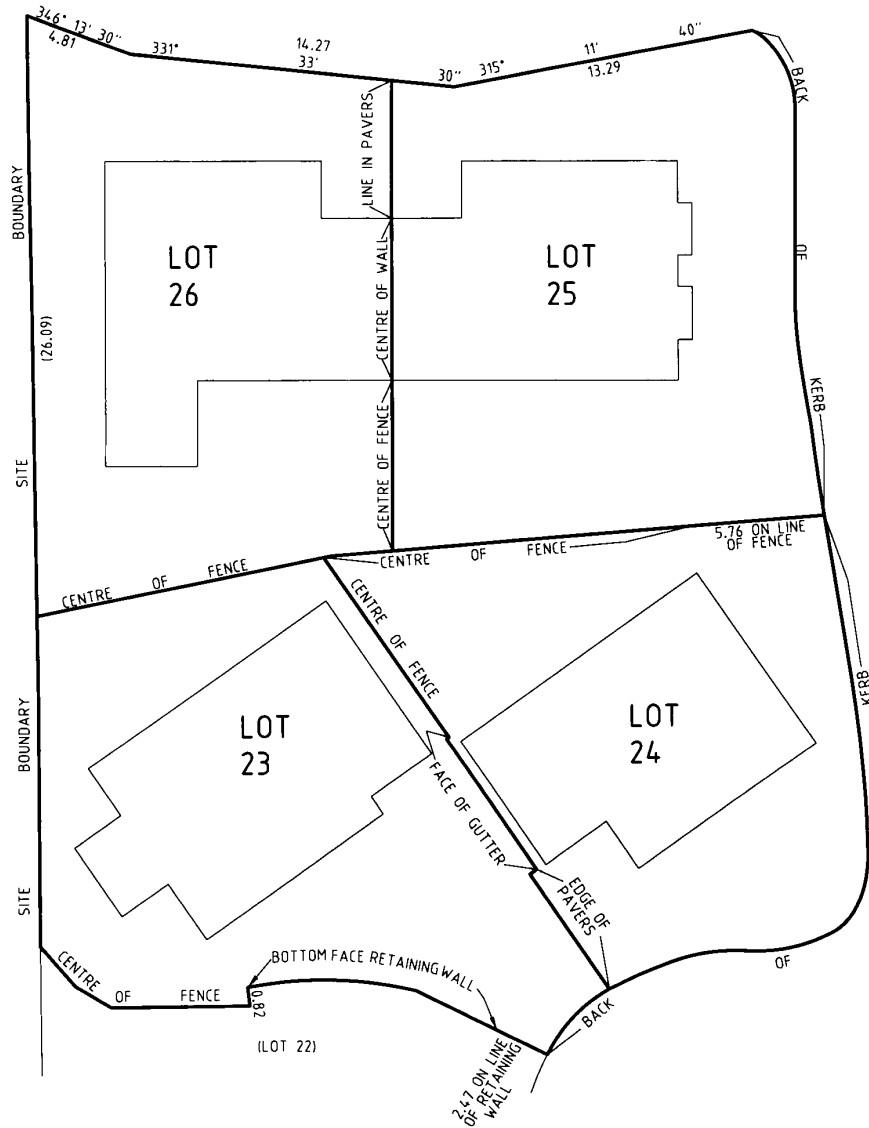 346° 13' 30"
4.81
331° 33' 30"
14.27
315° 11' 40"
13.29
BACK
OF
KERB
LINE IN PAVERS
CENTRE OF WALL
CENTRE OF FENCE
BOUNDARY
SITE
(26.09)
LOT
26
LOT
25
CENTRE OF FENCE
CENTRE OF FENCE
5.76 ON LINE
OF FENCE
CENTRE OF FENCE
FACE OF GUTTER
EDGE OF
PAVERS
KERB
BOUNDARY
SITE
LOT
23
LOT
24
CENTRE OF FENCE
0.82
BOTTOM FACE RETAINING WALL
(LOT 22)
2.47 ON LINE
OF RETAINING
WALL
BACK
OF